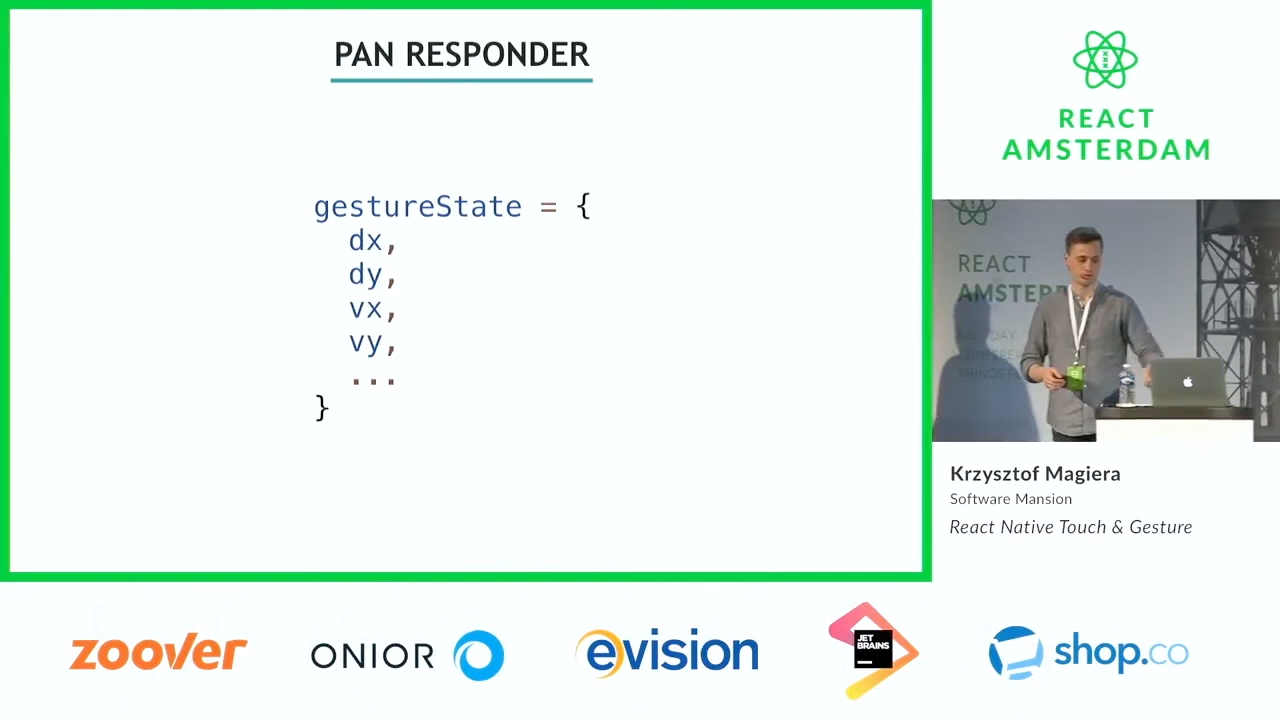 PAN RESPONDER
gestureState = {
dx,
dy,
vx,
vy,
...
}
REACT
AMSTERDAM
REACT
AMSTERD
Krzysztof Magiera
Software Mansion
React Native Touch & Gesture
zoover
ONIOR
evision
JET
BRAINS
shop.co